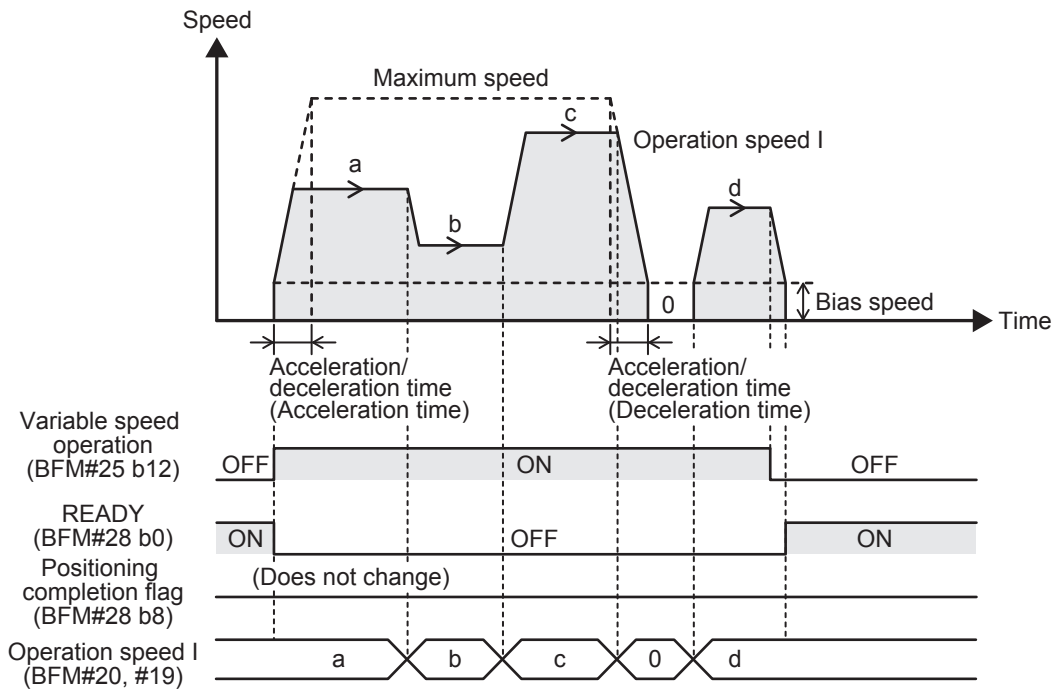 Speed
Maximum speed
c
Operation speed I
a
d
b
0
Bias speed
Time
Acceleration/
deceleration time
(Acceleration time)
Acceleration/
deceleration time
(Deceleration time)
Variable speed
operation
(BFM#25 b12)
OFF
ON
OFF
READY
(BFM#28 b0)
ON
OFF
ON
Positioning
completion flag
(BFM#28 b8)
(Does not change)
Operation speed I
(BFM#20, #19)
a
b
c
0
d